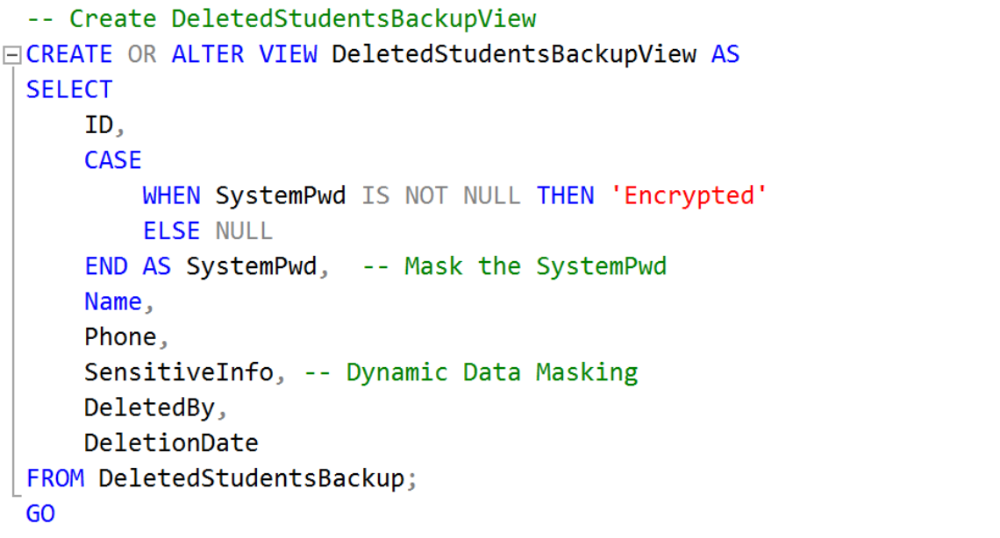 -- Create DeletedStudentsBackupView
CREATE OR ALTER VIEW DeletedStudentsBackupView AS
SELECT
    ID,
    CASE
        WHEN SystemPwd IS NOT NULL THEN 'Encrypted'
        ELSE NULL
    END AS SystemPwd,  -- Mask the SystemPwd
    Name,
    Phone,
    SensitiveInfo, -- Dynamic Data Masking
    DeletedBy,
    DeletionDate
FROM DeletedStudentsBackup;
GO